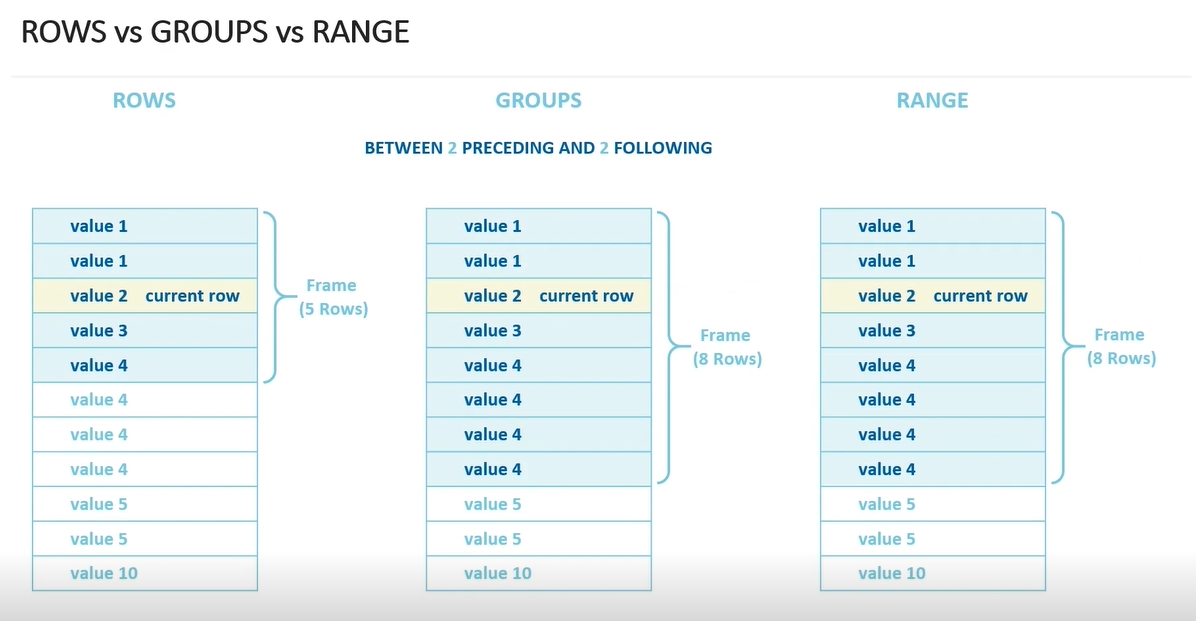 ROWS vs GROUPS vs RANGE
ROWS
GROUPS
RANGE
BETWEEN 2 PRECEDING AND 2 FOLLOWING
value 1
value 1
value 2 current row
value 3
value 4
value 4
value 4
value 4
value 5
value 5
value 10
Frame
(5 Rows)
value 1
value 1
value 2 current row
value 3
value 4
value 4
value 4
value 4
value 5
value 5
value 10
Frame
(8 Rows)
value 1
value 1
value 2 current row
value 3
value 4
value 4
value 4
value 4
value 5
value 5
value 10
Frame
(8 Rows)